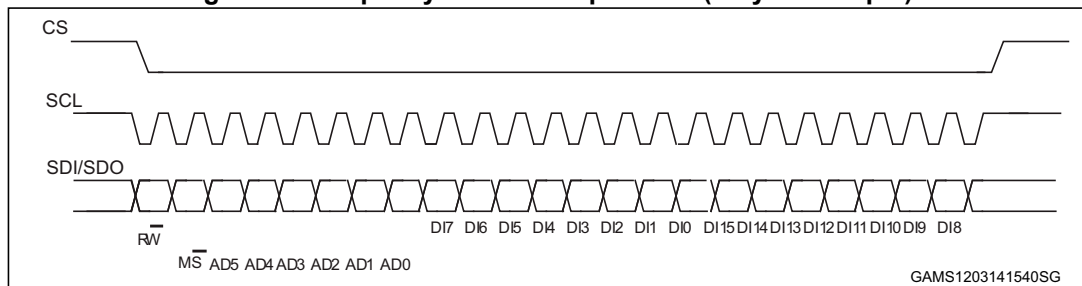 CS
SCL
SDI/SDO
DI7 DI6 DI5 DI4 DI3 DI2 DI1 DI0 DI15 DI14 DI13 DI12 DI11 DI10 DI9 DI8
RW̅
MS̅ AD5 AD4 AD3 AD2 AD1 AD0
GAMS1203141540SG